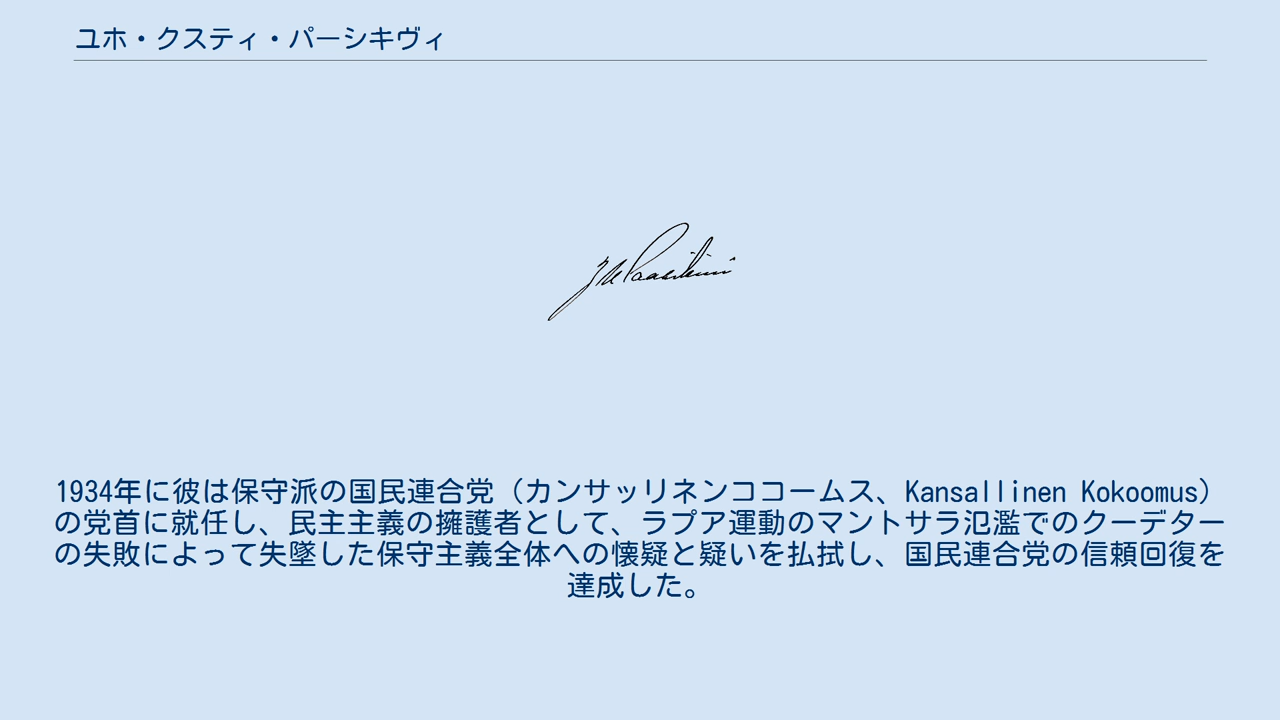 ユホ・クスティ・パーシキヴィ
J K Paasikivi
1934年に彼は保守派の国民連合党（カンサッリネンココームス、Kansallinen Kokoomus）
の党首に就任し、民主主義の擁護者として、ラプア運動のマントサラ氾濫でのクーデター
の失敗によって失墜した保守主義全体への懐疑と疑いを払拭し、国民連合党の信頼回復を
達成した。